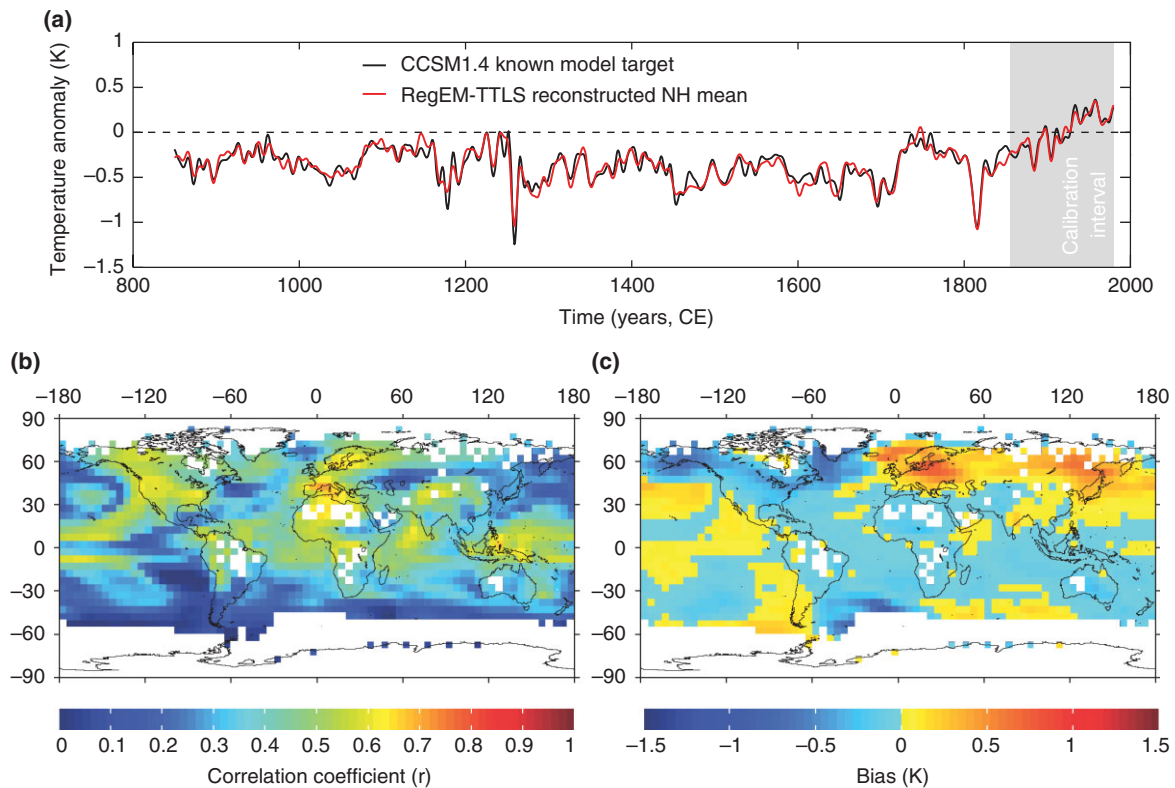 (a)
Temperature anomaly (K)
1
0.5
0
−0.5
−1
−1.5
CCSM1.4 known model target
RegEM-TTLS reconstructed NH mean
Calibration
interval
800 1000 1200 1400 1600 1800 2000
Time (years, CE)
(b)
−180 −120 −60 0 60 120 180
90
60
30
0
−30
−60
−90
0 0.1 0.2 0.3 0.4 0.5 0.6 0.7 0.8 0.9 1
Correlation coefficient (r)
(c)
−180 −120 −60 0 60 120 180
90
60
30
0
−30
−60
−90
−1.5 −1 −0.5 0 0.5 1 1.5
Bias (K)